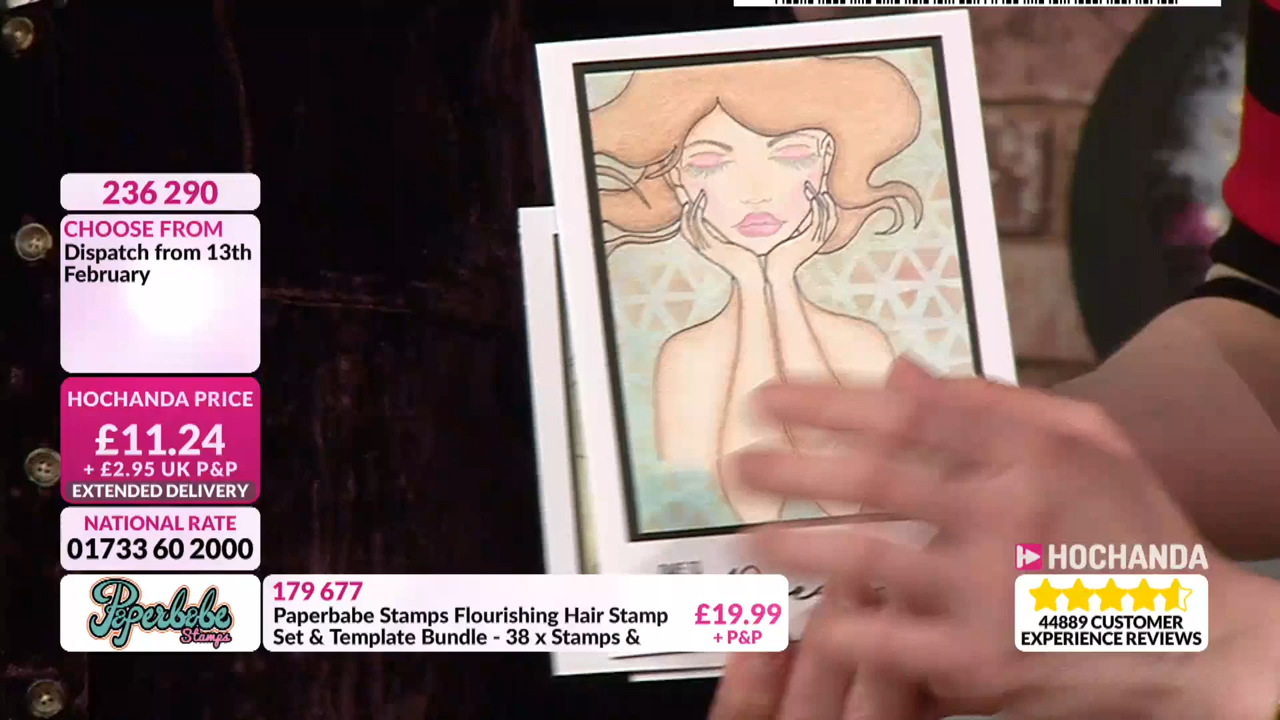 236 290
CHOOSE FROM
Dispatch from 13th
February
HOCHANDA PRICE
£11.24
+ £2.95 UK P&P
EXTENDED DELIVERY
NATIONAL RATE
01733 60 2000
Paperbabe
Stamps
179 677
Paperbabe Stamps Flourishing Hair Stamp
Set & Template Bundle - 38 x Stamps &
£19.99
+ P&P
HOCHANDA
44889 CUSTOMER
EXPERIENCE REVIEWS